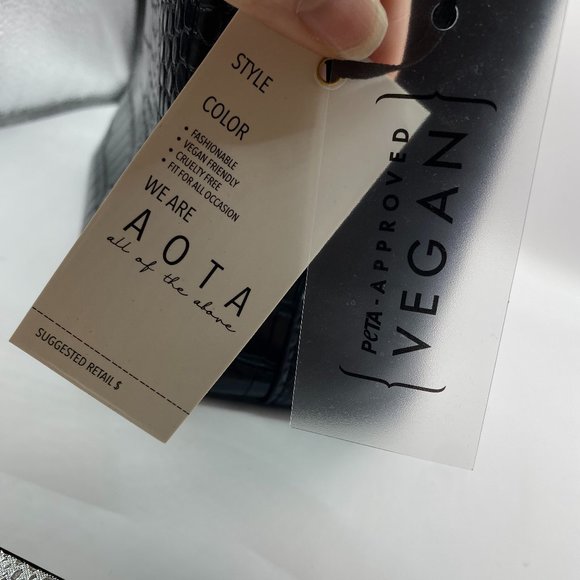 STYLE
COLOR
• FASHIONABLE
• VEGAN FRIENDLY
• CRUELTY FREE
• FIT FOR ALL OCCASION
WE ARE
AOTA
all of the above
SUGGESTED RETAIL $
PETA-APPROVED
VEGAN